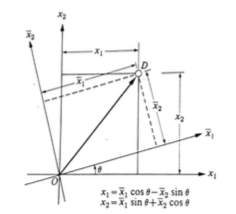 x₂
x̅₂
x₁
D
x̅₁
x̅₂
x₂
x̅₁
θ
O
x₁
x₁ = x̅₁ cos θ − x̅₂ sin θ
x₂ = x̅₁ sin θ + x̅₂ cos θ